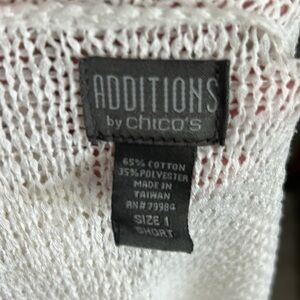 ADDITIONS
by chico's
65% COTTON
35% POLYESTER
MADE IN
TAIWAN
RN#79984
SIZE 1
SHORT